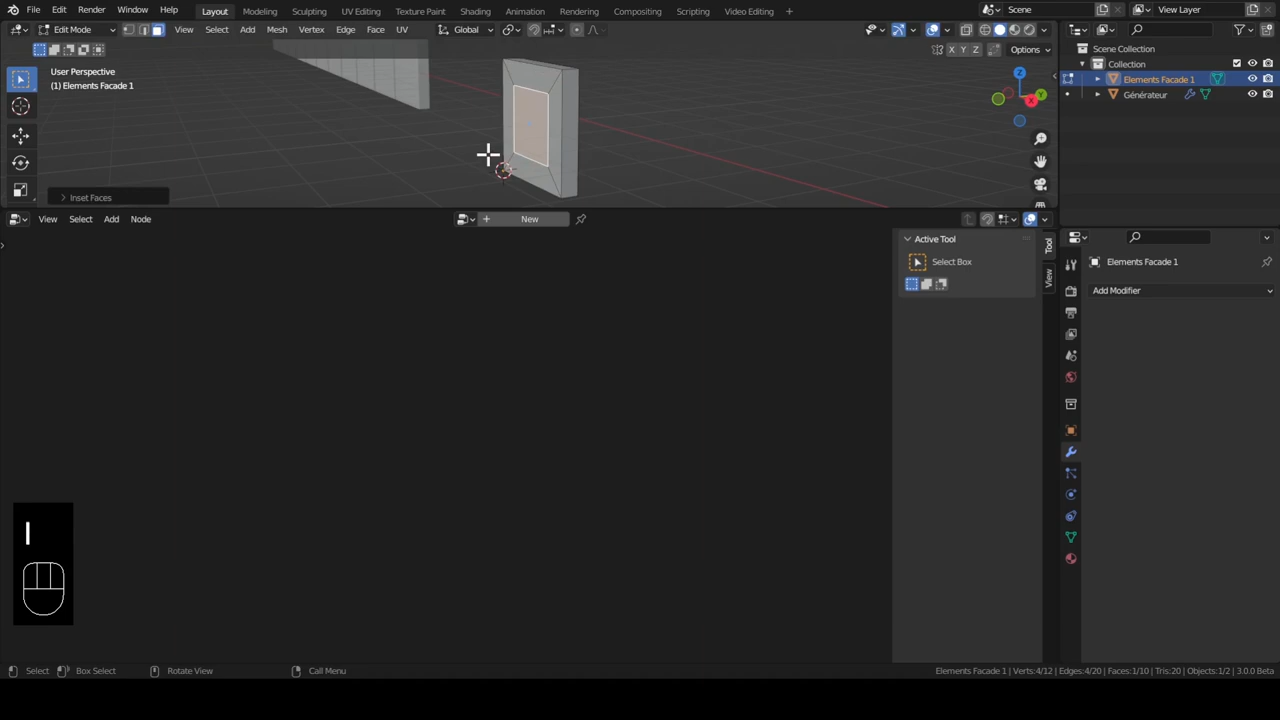 File Edit Render Window Help Layout Modeling Sculpting UV Editing Texture Paint Shading Animation Rendering Compositing Scripting Video Editing + Scene View Layer
Edit Mode View Select Add Mesh Vertex Edge Face UV Global
X Y Z Options
User Perspective
(1) Elements Facade 1
Z
Y
X
Inset Faces
Scene Collection
Collection
Elements Facade 1
Générateur
View Select Add Node New
Active Tool
Select Box
Tool
View
Elements Facade 1
Add Modifier
I
Select Box Select Rotate View Call Menu Elements Facade 1 | Verts:4/12 | Edges:4/20 | Faces:1/10 | Tris:20 | Objects:1/2 | 3.0.0 Beta